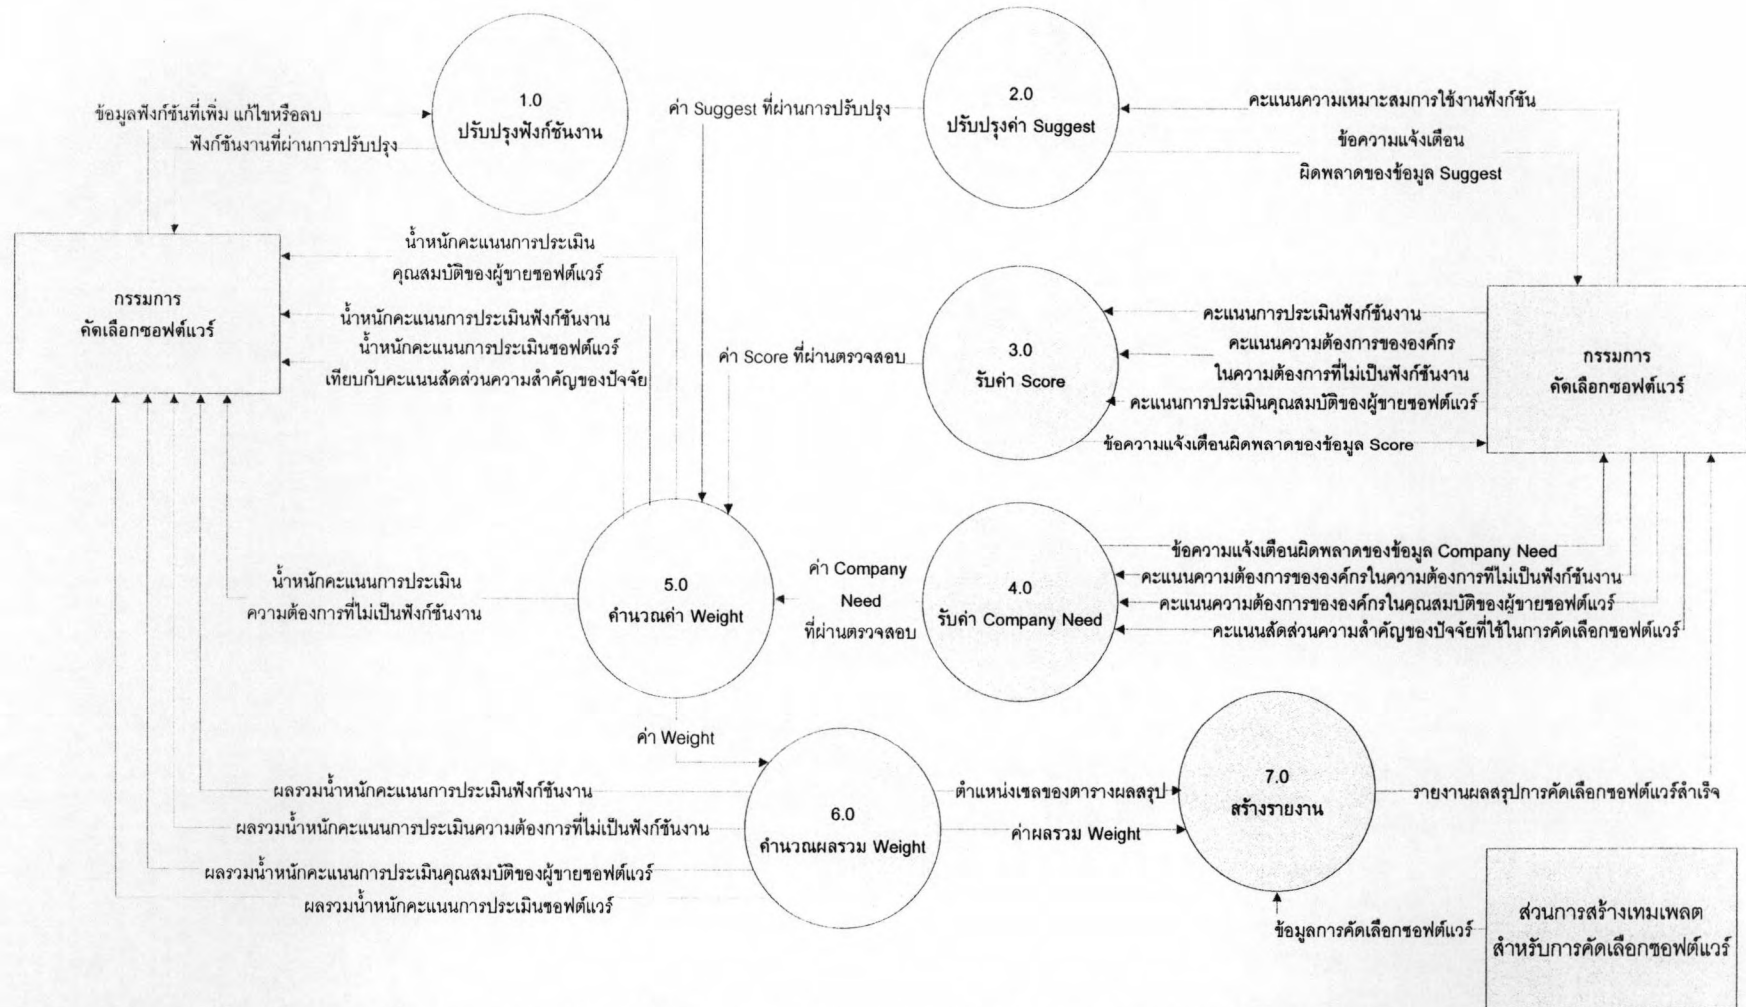 1.0
ปรับปรุงฟังก์ชันงาน
ข้อมูลฟังก์ชันที่เพิ่ม แก้ไขหรือลบ
ฟังก์ชันงานที่ผ่านการปรับปรุง
ค่า Suggest ที่ผ่านการปรับปรุง
2.0
ปรับปรุงค่า Suggest
คะแนนความเหมาะสมการใช้งานฟังก์ชัน
ข้อความแจ้งเตือน
ผิดพลาดของข้อมูล Suggest
กรรมการ
คัดเลือกซอฟต์แวร์
น้ำหนักคะแนนการประเมิน
คุณสมบัติของผู้ขายซอฟต์แวร์
น้ำหนักคะแนนการประเมินฟังก์ชันงาน
น้ำหนักคะแนนการประเมินซอฟต์แวร์
เทียบกับคะแนนสัดส่วนความสำคัญของปัจจัย
ค่า Score ที่ผ่านตรวจสอบ
3.0
รับค่า Score
คะแนนการประเมินฟังก์ชันงาน
คะแนนความต้องการขององค์กร
ในความต้องการที่ไม่เป็นฟังก์ชันงาน
คะแนนการประเมินคุณสมบัติของผู้ขายซอฟต์แวร์
ข้อความแจ้งเตือนผิดพลาดของข้อมูล Score
กรรมการ
คัดเลือกซอฟต์แวร์
น้ำหนักคะแนนการประเมิน
ความต้องการที่ไม่เป็นฟังก์ชันงาน
5.0
คำนวณค่า Weight
ค่า Company
Need
ที่ผ่านตรวจสอบ
4.0
รับค่า Company Need
ข้อความแจ้งเตือนผิดพลาดของข้อมูล Company Need
คะแนนความต้องการขององค์กรในความต้องการที่ไม่เป็นฟังก์ชันงาน
คะแนนความต้องการขององค์กรในคุณสมบัติของผู้ขายซอฟต์แวร์
คะแนนสัดส่วนความสำคัญของปัจจัยที่ใช้ในการคัดเลือกซอฟต์แวร์
ค่า Weight
ผลรวมน้ำหนักคะแนนการประเมินฟังก์ชันงาน
ผลรวมน้ำหนักคะแนนการประเมินความต้องการที่ไม่เป็นฟังก์ชันงาน
ผลรวมน้ำหนักคะแนนการประเมินคุณสมบัติของผู้ขายซอฟต์แวร์
ผลรวมน้ำหนักคะแนนการประเมินซอฟต์แวร์
6.0
คำนวณผลรวม Weight
ตำแหน่งเซลของตารางผลสรุป
ค่าผลรวม Weight
7.0
สร้างรายงาน
รายงานผลสรุปการคัดเลือกซอฟต์แวร์สำเร็จ
ข้อมูลการคัดเลือกซอฟต์แวร์
ส่วนการสร้างเทมเพลต
สำหรับการคัดเลือกซอฟต์แวร์